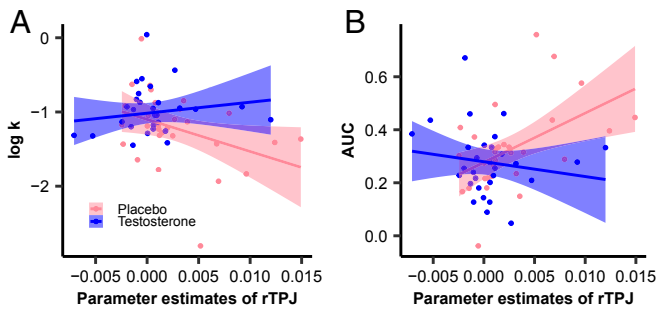 A
log k
0
−1
−2
Placebo
Testosterone
−0.005 0.000 0.005 0.010 0.015
Parameter estimates of rTPJ
B
AUC
0.6
0.4
0.2
0.0
−0.005 0.000 0.005 0.010 0.015
Parameter estimates of rTPJ